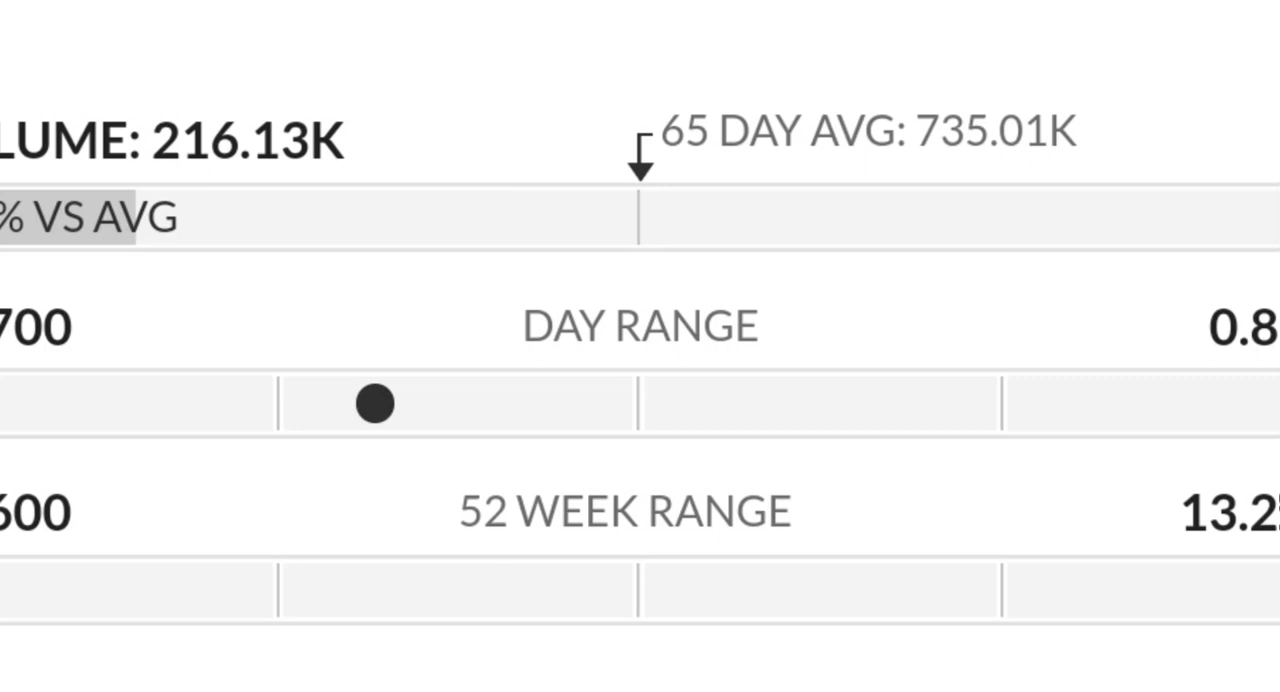 LUME: 216.13K
65 DAY AVG: 735.01K
% VS AVG
700 DAY RANGE 0.8
600 52 WEEK RANGE 13.2